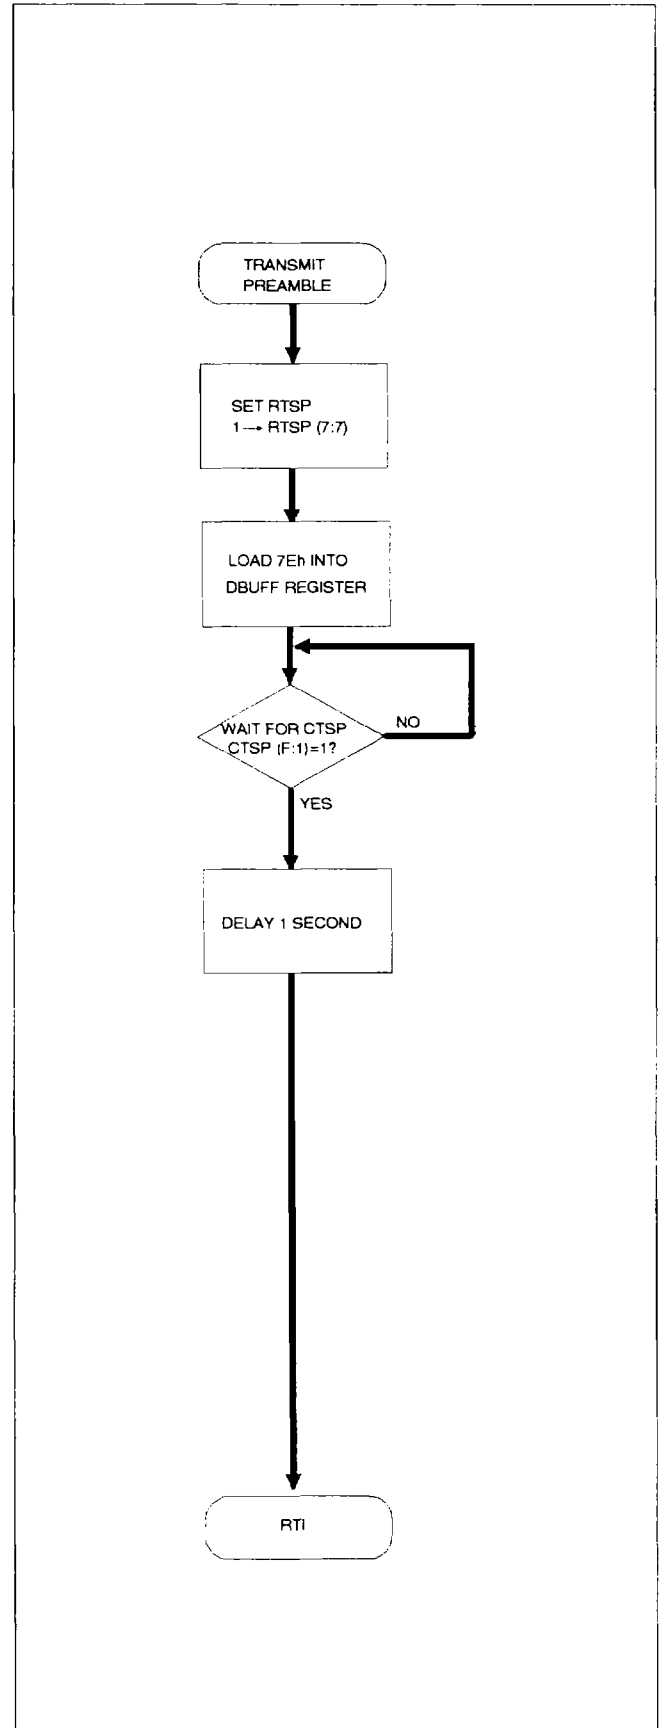 TRANSMIT
PREAMBLE
SET RTSP
1 → RTSP (7:7)
LOAD 7Eh INTO
DBUFF REGISTER
WAIT FOR CTSP
CTSP (F:1)=1?
NO
YES
DELAY 1 SECOND
RTI